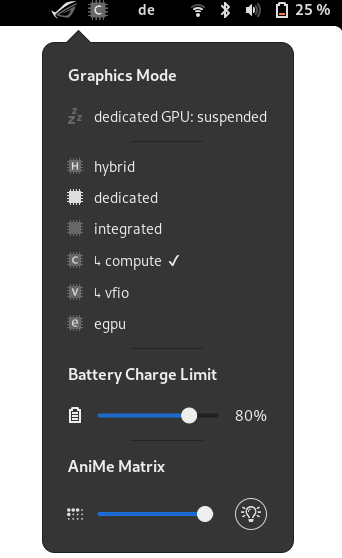 C de 25 %
Graphics Mode
zzz dedicated GPU: suspended
H hybrid
dedicated
integrated
C ↳ compute ✓
V ↳ vfio
e egpu
Battery Charge Limit
80%
AniMe Matrix